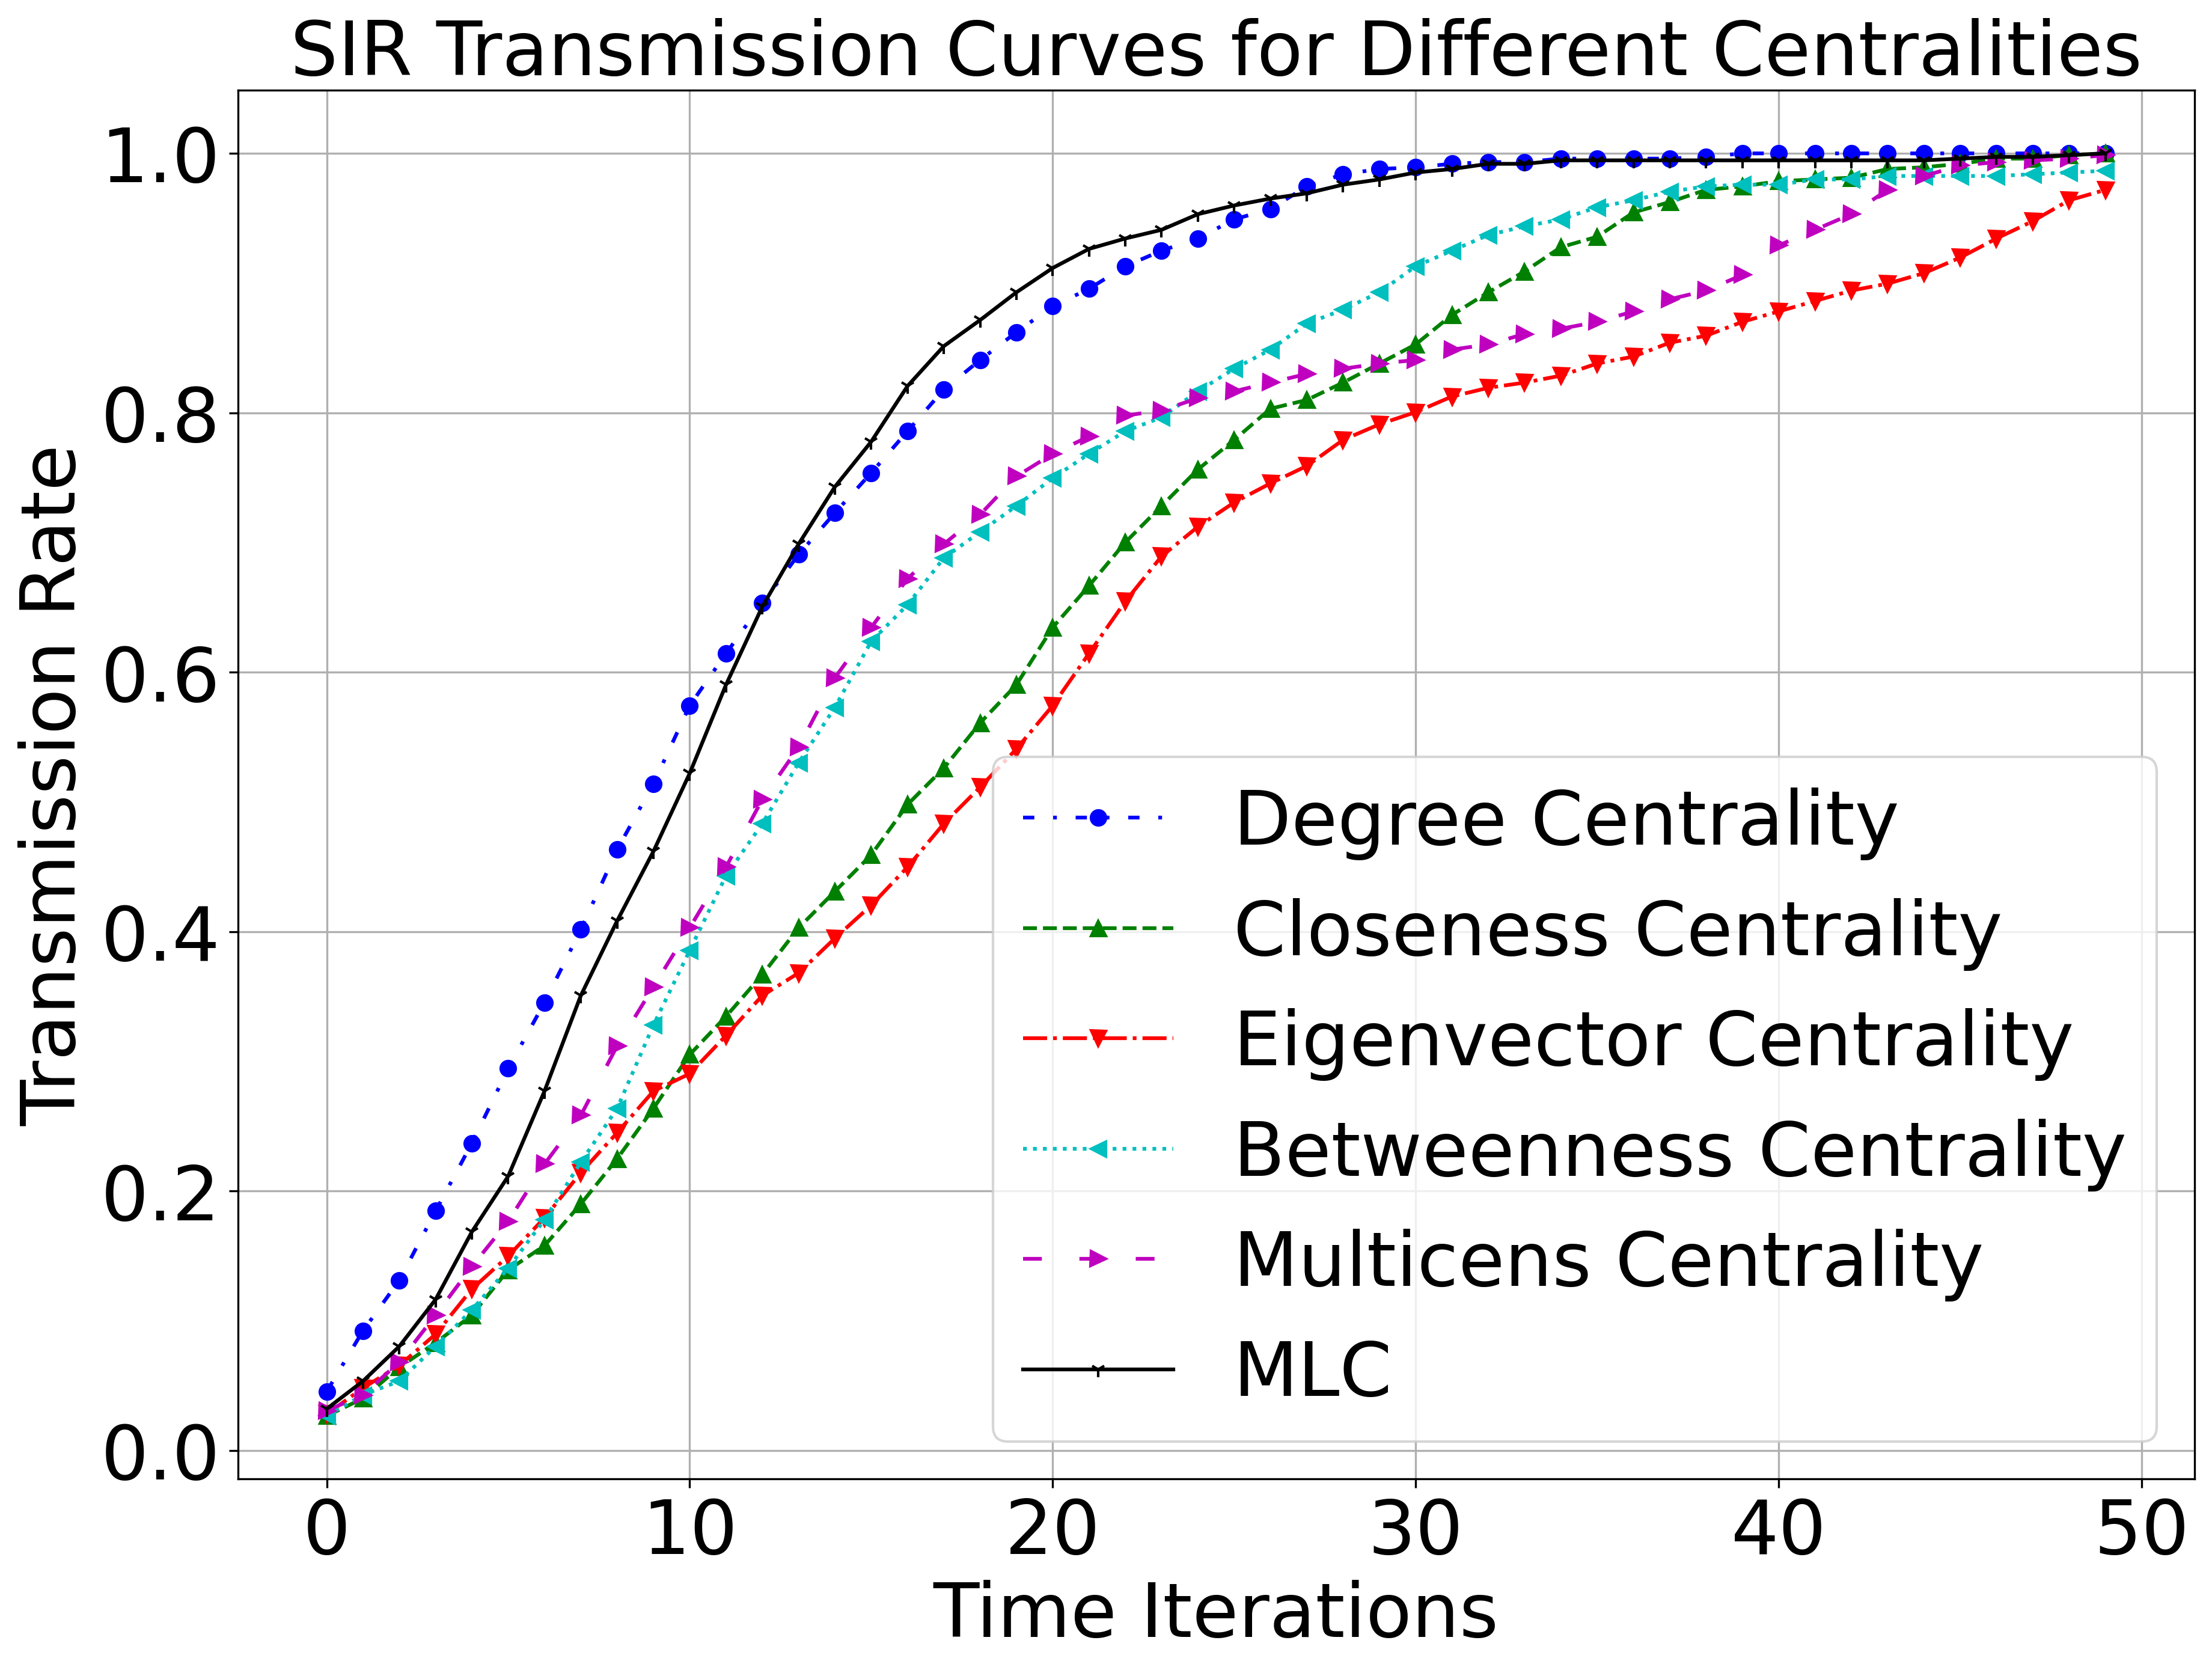 SIR Transmission Curves for Different Centralities
Transmission Rate
1.0
0.8
0.6
0.4
0.2
0.0
0 10 20 30 40 50
Time Iterations
Degree Centrality
Closeness Centrality
Eigenvector Centrality
Betweenness Centrality
Multicens Centrality
MLC